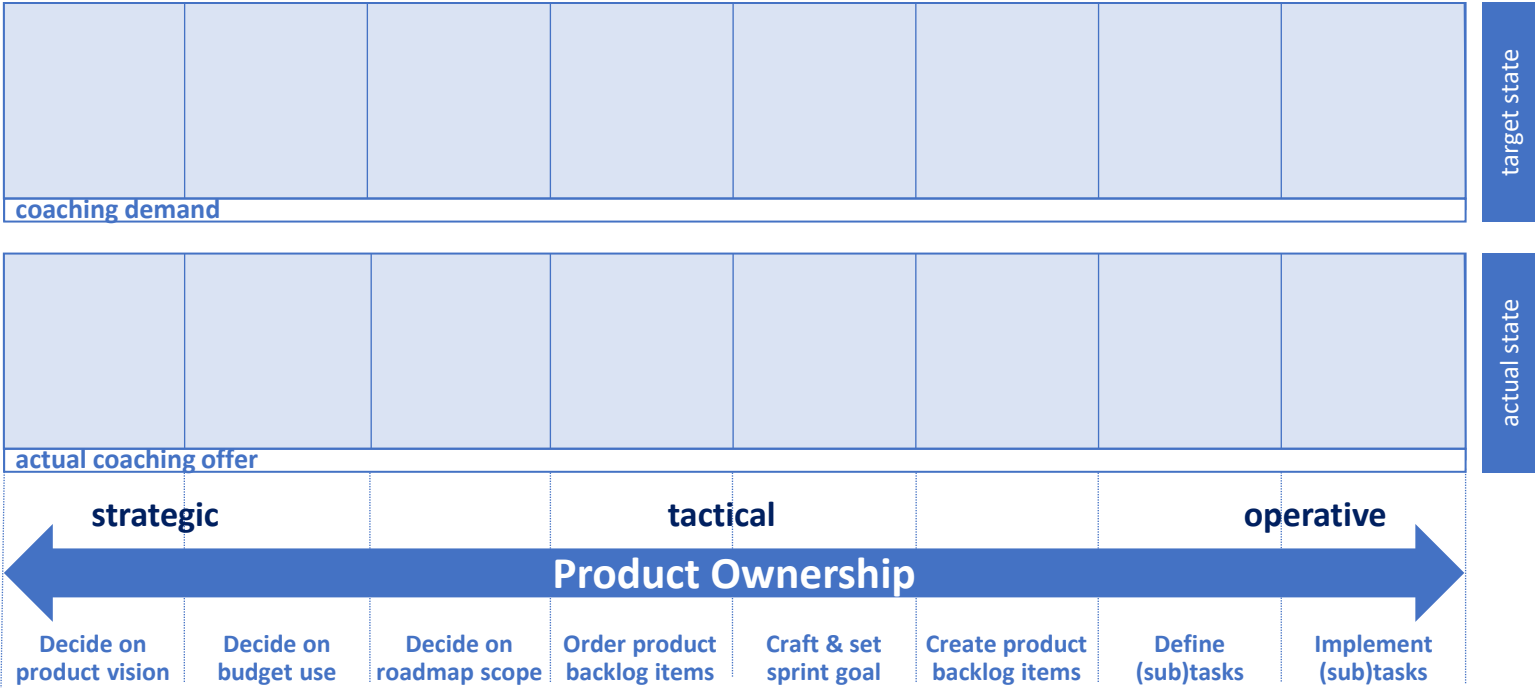 target state
coaching demand
actual state
actual coaching offer
strategic
tactical
operative
Product Ownership
Decide on
product vision
Decide on
budget use
Decide on
roadmap scope
Order product
backlog items
Craft & set
sprint goal
Create product
backlog items
Define
(sub)tasks
Implement
(sub)tasks